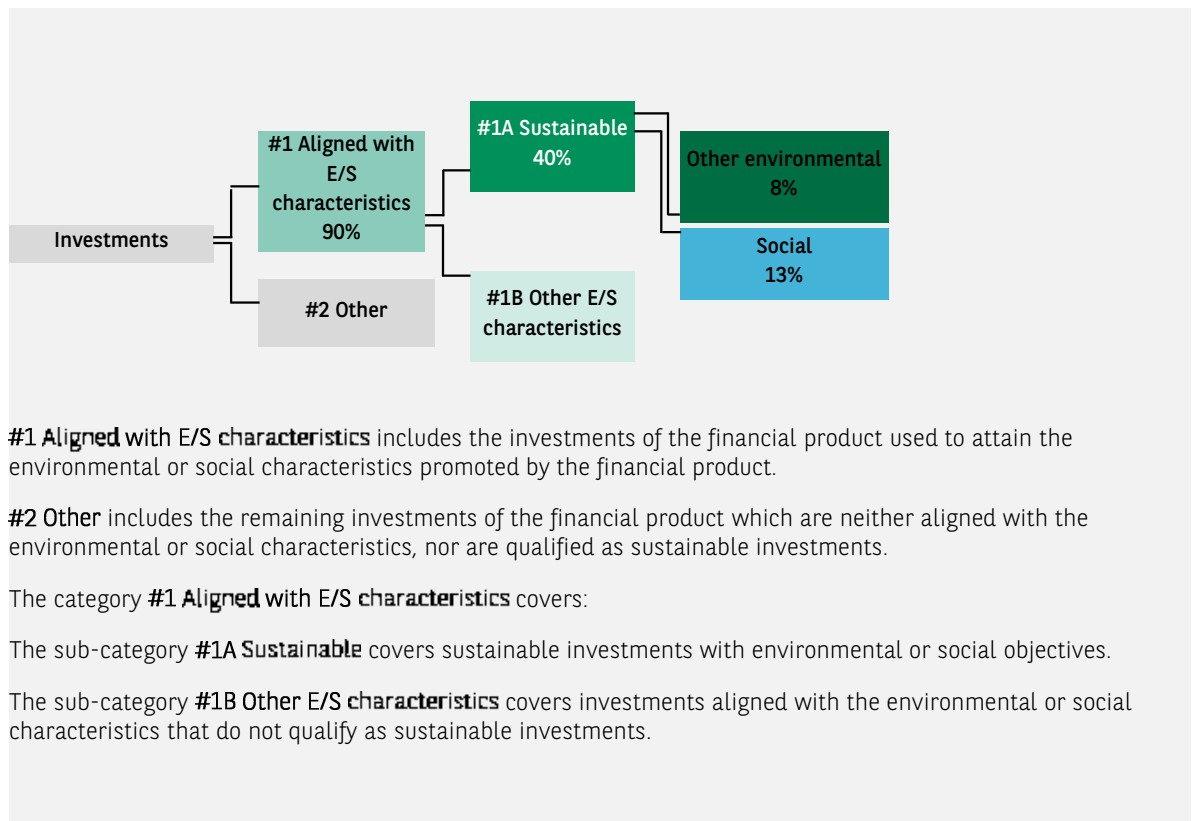 #1A Sustainable
40%
#1 Aligned with
E/S
characteristics
90%
Other environmental
8%
Investments
Social
13%
#2 Other
#1B Other E/S
characteristics
#1 Aligned with E/S characteristics includes the investments of the financial product used to attain the
environmental or social characteristics promoted by the financial product.
#2 Other includes the remaining investments of the financial product which are neither aligned with the
environmental or social characteristics, nor are qualified as sustainable investments.
The category #1 Aligned with E/S characteristics covers:
The sub-category #1A Sustainable covers sustainable investments with environmental or social objectives.
The sub-category #1B Other E/S characteristics covers investments aligned with the environmental or social
characteristics that do not qualify as sustainable investments.